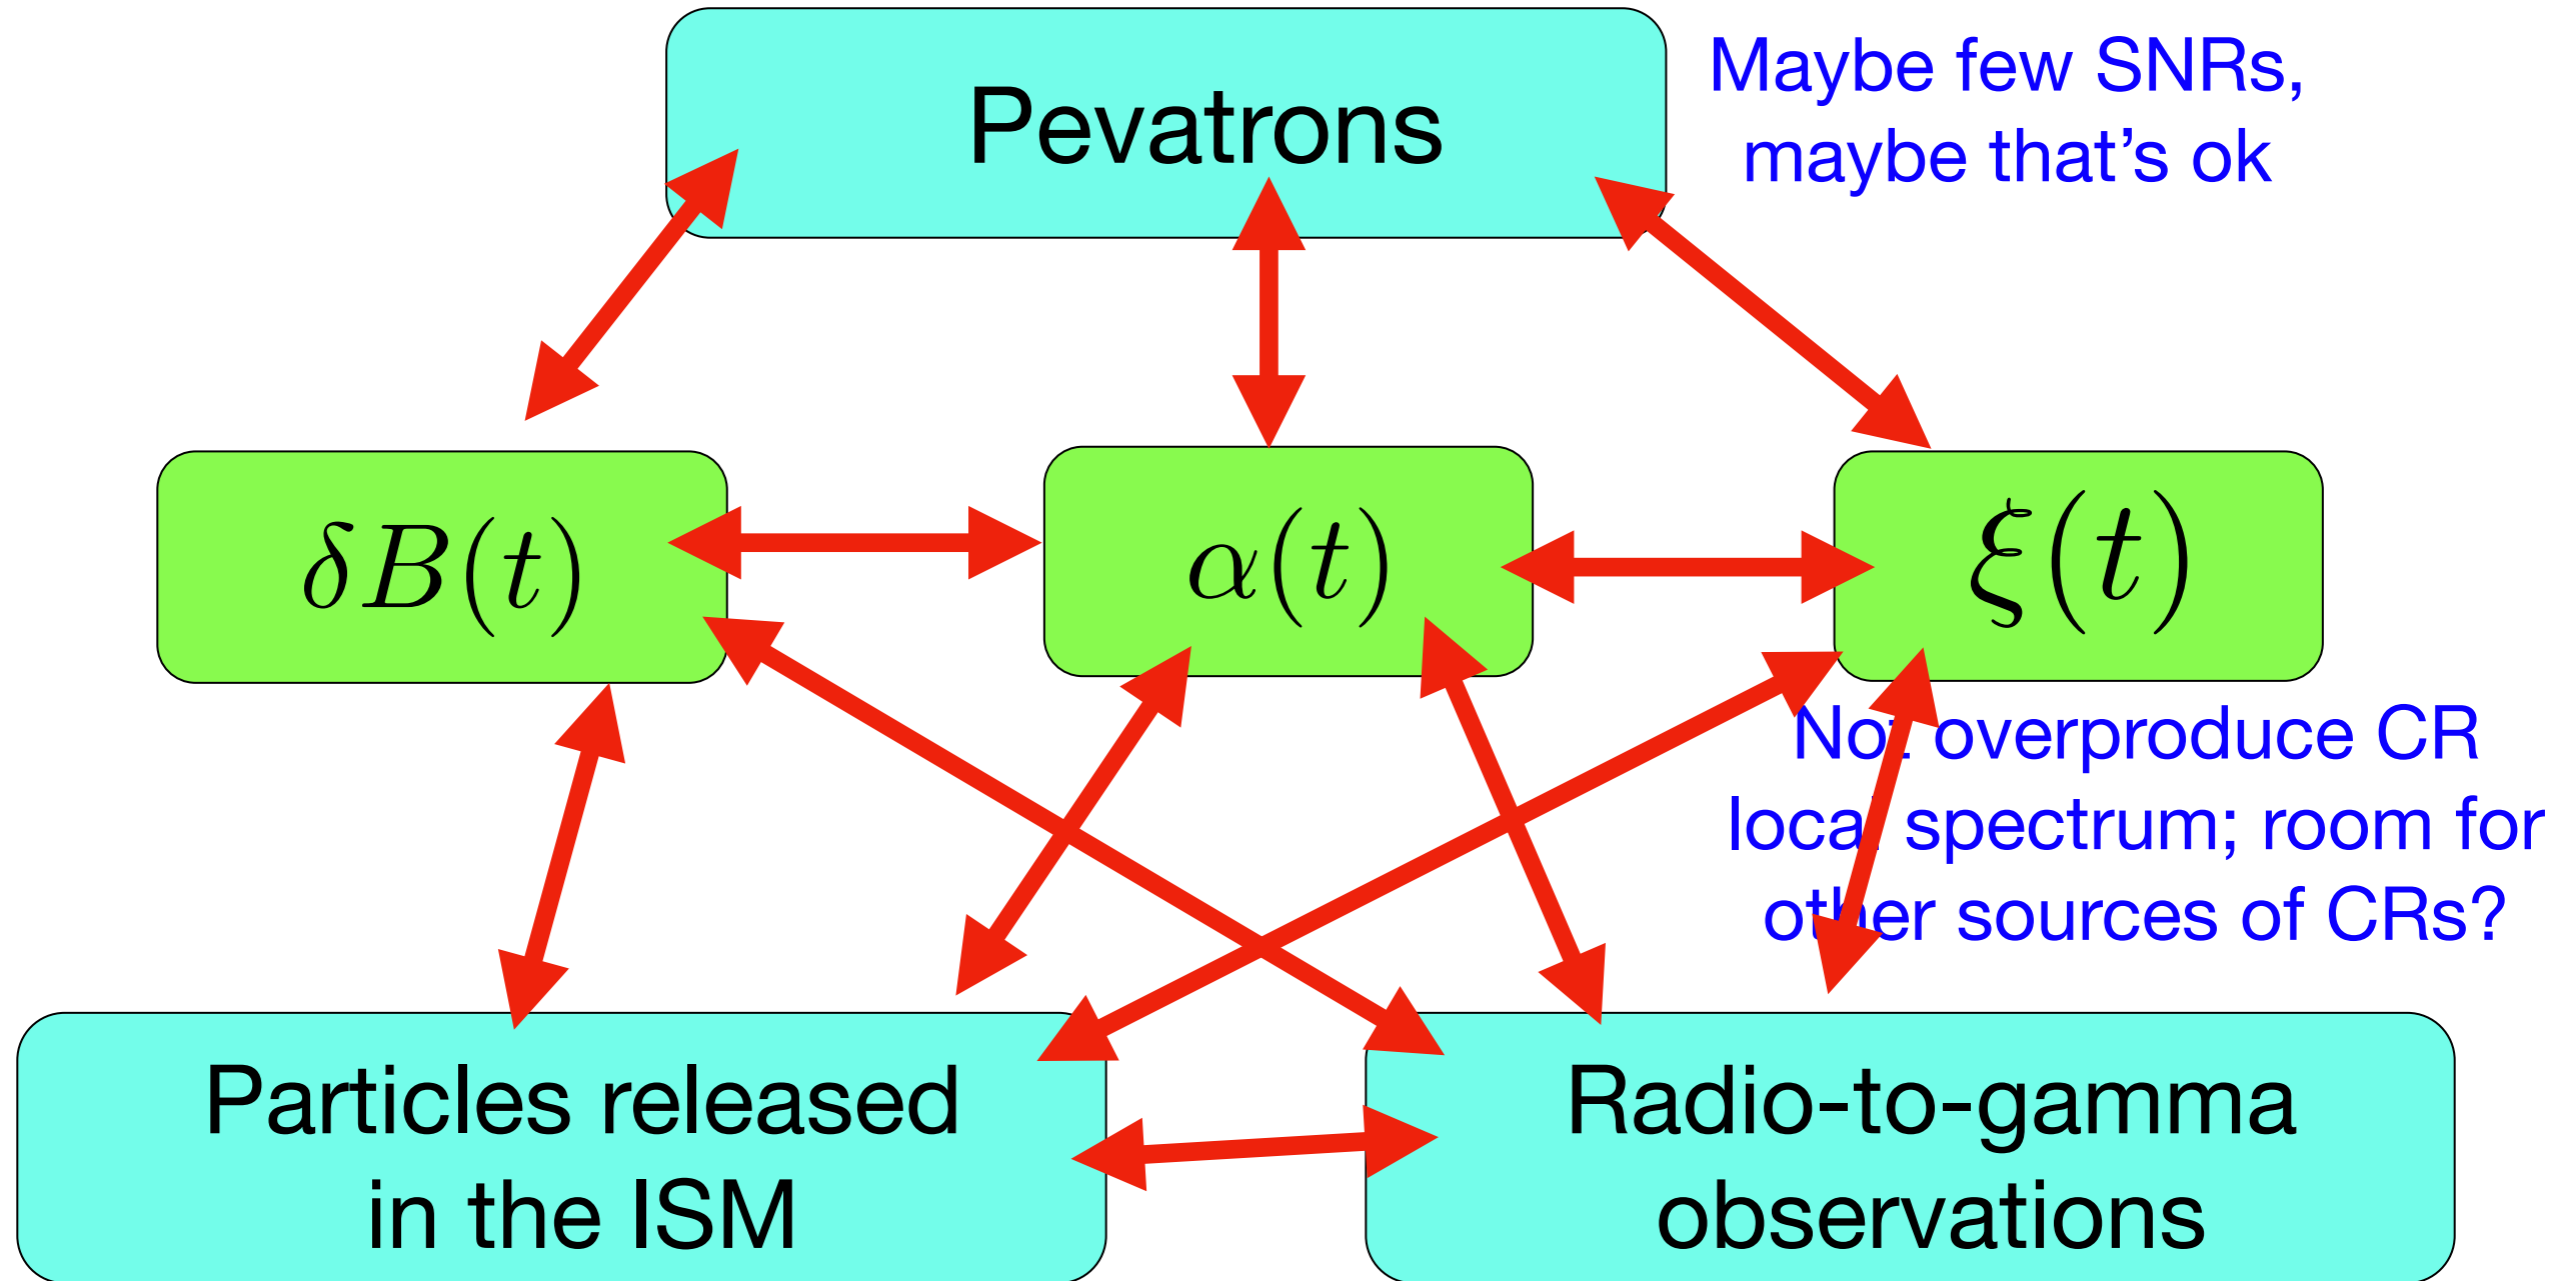 Pevatrons
Maybe few SNRs,
maybe that's ok
δB(t)
α(t)
ξ(t)
Not overproduce CR
local spectrum; room for
other sources of CRs?
Particles released
in the ISM
Radio-to-gamma
observations